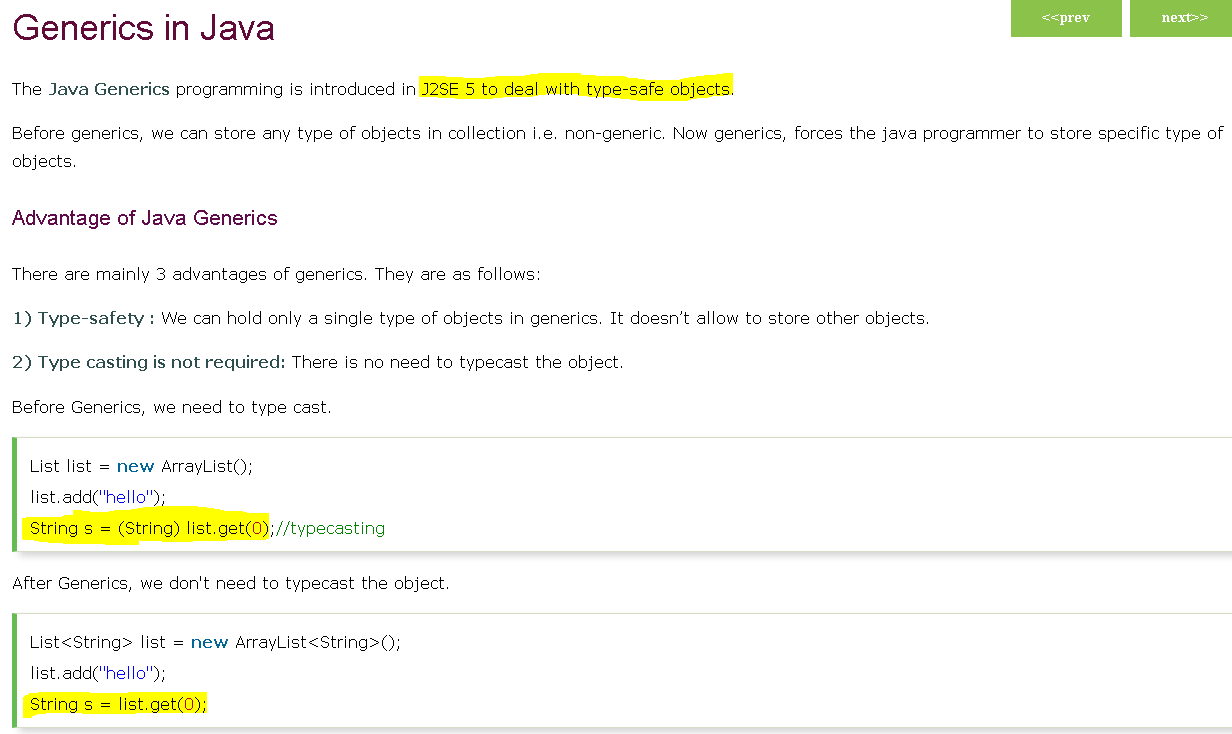 Generics in Java
<<prev
next>>
The Java Generics programming is introduced in J2SE 5 to deal with type-safe objects.
Before generics, we can store any type of objects in collection i.e. non-generic. Now generics, forces the java programmer to store specific type of
objects.
Advantage of Java Generics
There are mainly 3 advantages of generics. They are as follows:
1) Type-safety : We can hold only a single type of objects in generics. It doesn’t allow to store other objects.
2) Type casting is not required: There is no need to typecast the object.
Before Generics, we need to type cast.
List list = new ArrayList();
list.add("hello");
String s = (String) list.get(0);//typecasting
After Generics, we don't need to typecast the object.
List<String> list = new ArrayList<String>();
list.add("hello");
String s = list.get(0);